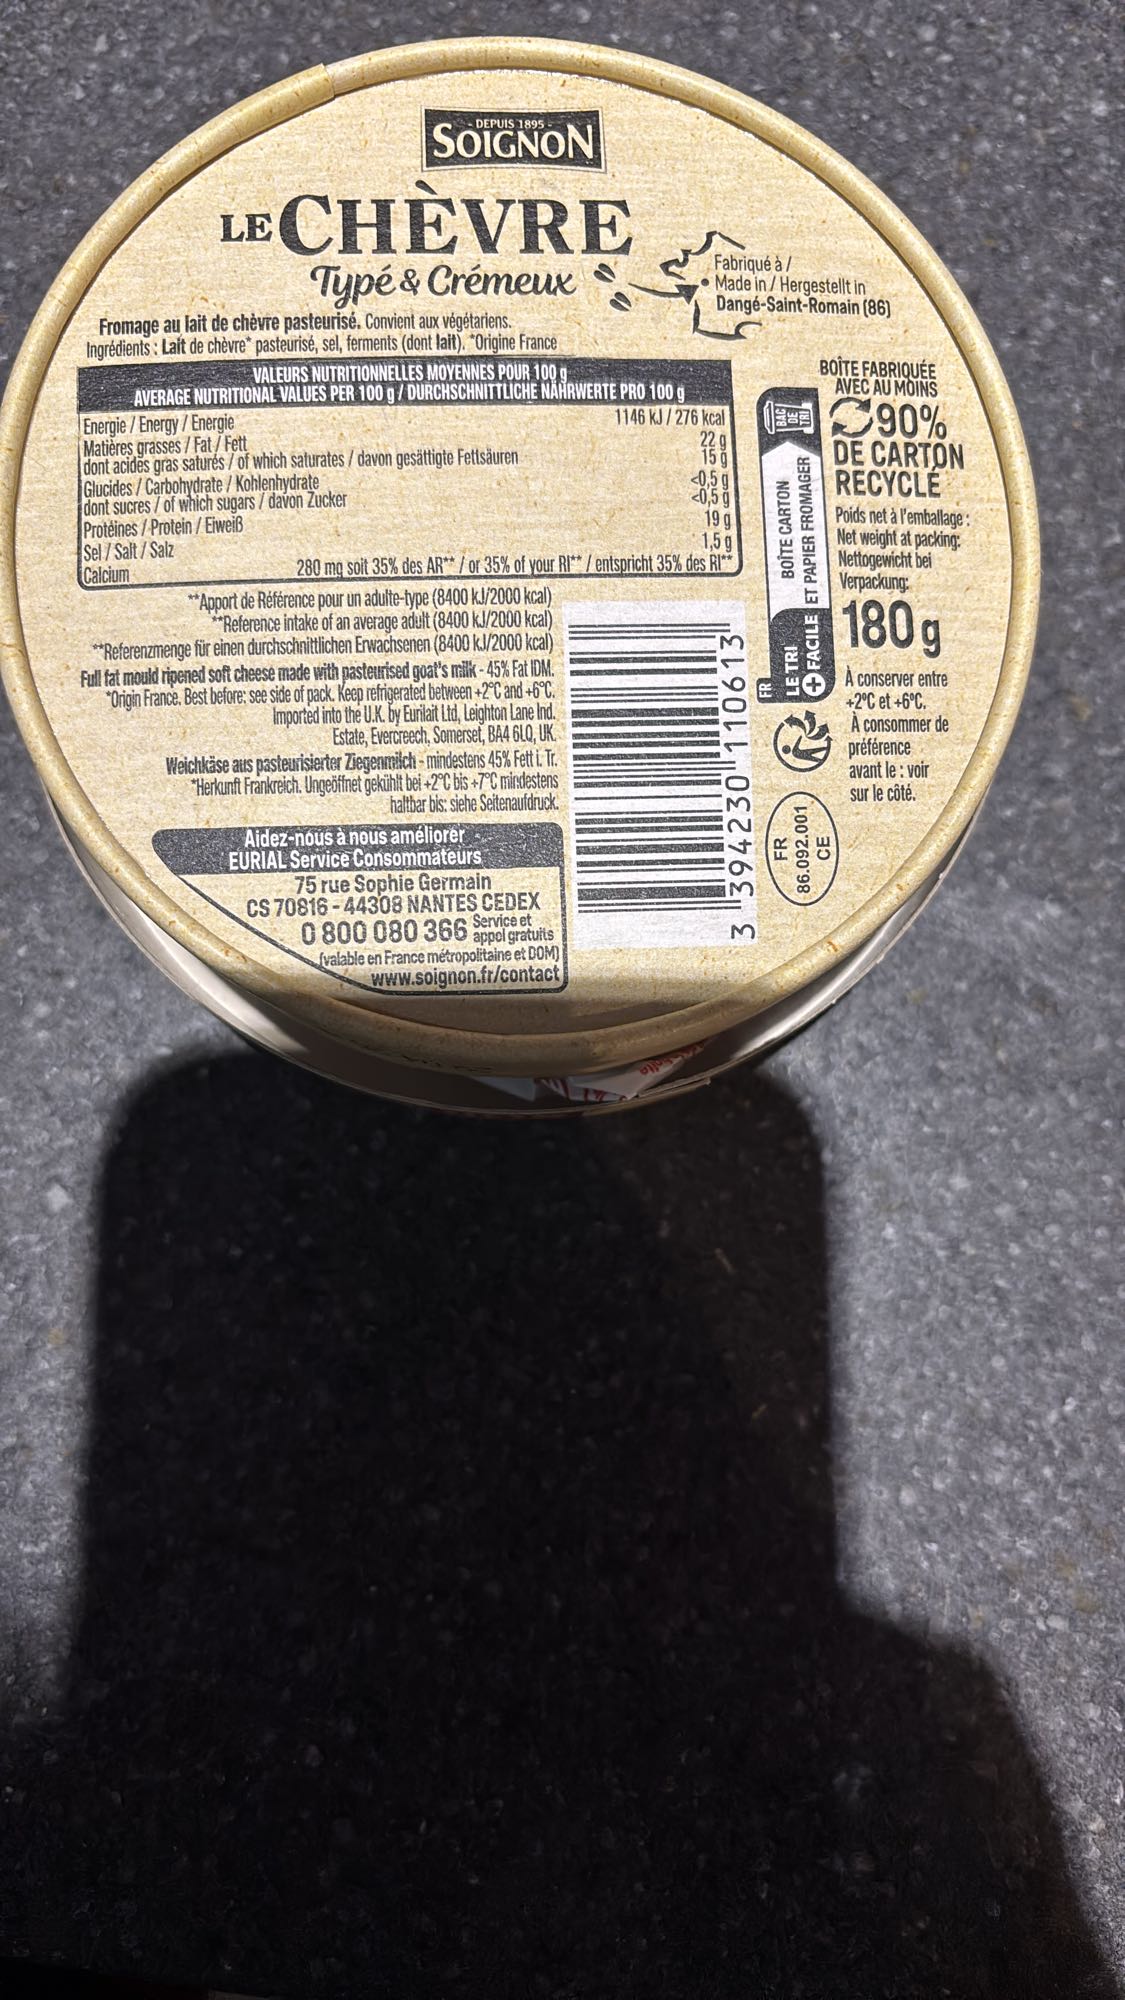 - DEPUIS 1895 -
SOIGNON
LE CHÈVRE
Typé & Crémeux
Fabriqué à /
Made in / Hergestellt in
Dangé-Saint-Romain (86)
Fromage au lait de chèvre pasteurisé. Convient aux végétariens.
Ingrédients : Lait de chèvre* pasteurisé, sel, ferments (dont lait). *Origine France
VALEURS NUTRITIONNELLES MOYENNES POUR 100 g
AVERAGE NUTRITIONAL VALUES PER 100 g / DURCHSCHNITTLICHE NÄHRWERTE PRO 100 g
Energie / Energy / Energie 1146 kJ / 276 kcal
Matières grasses / Fat / Fett 22 g
dont acides gras saturés / of which saturates / davon gesättigte Fettsäuren 15 g
Glucides / Carbohydrate / Kohlenhydrate <0,5 g
dont sucres / of which sugars / davon Zucker <0,5 g
Protéines / Protein / Eiweiß 19 g
Sel / Salt / Salz 1,5 g
Calcium 280 mg soit 35% des AR** / or 35% of your RI** / entspricht 35% des RI**
**Apport de Référence pour un adulte-type (8400 kJ/2000 kcal)
**Reference intake of an average adult (8400 kJ/2000 kcal)
**Referenzmenge für einen durchschnittlichen Erwachsenen (8400 kJ/2000 kcal)
Full fat mould ripened soft cheese made with pasteurised goat's milk - 45% Fat IDM.
*Origin France. Best before: see side of pack. Keep refrigerated between +2°C and +6°C.
Imported into the U.K. by Eurilait Ltd, Leighton Lane Ind.
Estate, Evercreech, Somerset, BA4 6LQ, UK.
Weichkäse aus pasteurisierter Ziegenmilch - mindestens 45% Fett i. Tr.
*Herkunft Frankreich. Ungeöffnet gekühlt bei +2°C bis +7°C mindestens
haltbar bis: siehe Seitenaufdruck.
Aidez-nous à nous améliorer
EURIAL Service Consommateurs
75 rue Sophie Germain
CS 70816 - 44308 NANTES CEDEX
0 800 080 366 Service et
appel gratuits
(valable en France métropolitaine et DOM)
www.soignon.fr/contact
3 394230 110613
FR
LE TRI
+ FACILE
BOÎTE CARTON
ET PAPIER FROMAGER
BAC
DE
TRI
FR
86.092.001
CE
BOÎTE FABRIQUÉE
AVEC AU MOINS
90%
DE CARTON
RECYCLÉ
Poids net à l'emballage :
Net weight at packing:
Nettogewicht bei
Verpackung:
180 g
À conserver entre
+2°C et +6°C.
À consommer de
préférence
avant le : voir
sur le côté.